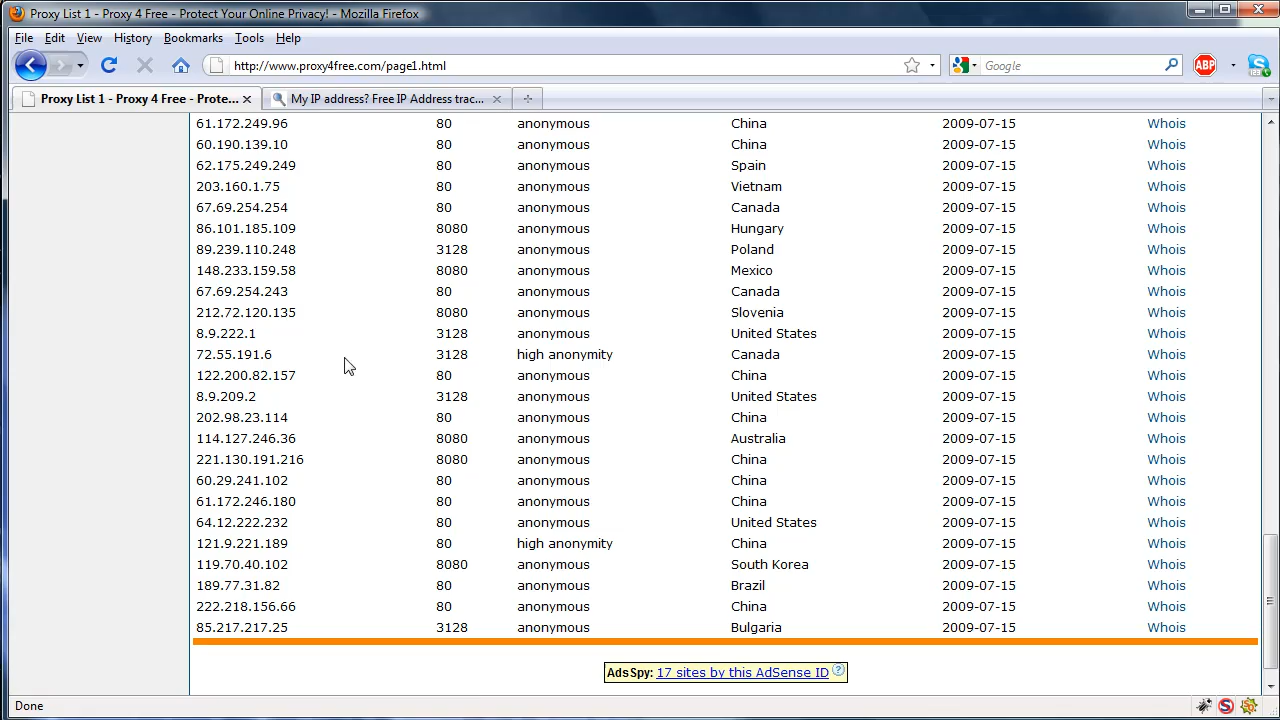 Proxy List 1 - Proxy 4 Free - Protect Your Online Privacy! - Mozilla Firefox
File Edit View History Bookmarks Tools Help
http://www.proxy4free.com/page1.html Google ABP
Proxy List 1 - Proxy 4 Free - Prote... My IP address? Free IP Address trac...
61.172.249.96 80 anonymous China 2009-07-15 Whois
60.190.139.10 80 anonymous China 2009-07-15 Whois
62.175.249.249 80 anonymous Spain 2009-07-15 Whois
203.160.1.75 80 anonymous Vietnam 2009-07-15 Whois
67.69.254.254 80 anonymous Canada 2009-07-15 Whois
86.101.185.109 8080 anonymous Hungary 2009-07-15 Whois
89.239.110.248 3128 anonymous Poland 2009-07-15 Whois
148.233.159.58 8080 anonymous Mexico 2009-07-15 Whois
67.69.254.243 80 anonymous Canada 2009-07-15 Whois
212.72.120.135 8080 anonymous Slovenia 2009-07-15 Whois
8.9.222.1 3128 anonymous United States 2009-07-15 Whois
72.55.191.6 3128 high anonymity Canada 2009-07-15 Whois
122.200.82.157 80 anonymous China 2009-07-15 Whois
8.9.209.2 3128 anonymous United States 2009-07-15 Whois
202.98.23.114 80 anonymous China 2009-07-15 Whois
114.127.246.36 8080 anonymous Australia 2009-07-15 Whois
221.130.191.216 8080 anonymous China 2009-07-15 Whois
60.29.241.102 80 anonymous China 2009-07-15 Whois
61.172.246.180 80 anonymous China 2009-07-15 Whois
64.12.222.232 80 anonymous United States 2009-07-15 Whois
121.9.221.189 80 high anonymity China 2009-07-15 Whois
119.70.40.102 8080 anonymous South Korea 2009-07-15 Whois
189.77.31.82 80 anonymous Brazil 2009-07-15 Whois
222.218.156.66 80 anonymous China 2009-07-15 Whois
85.217.217.25 3128 anonymous Bulgaria 2009-07-15 Whois
AdsSpy: 17 sites by this AdSense ID ?
Done